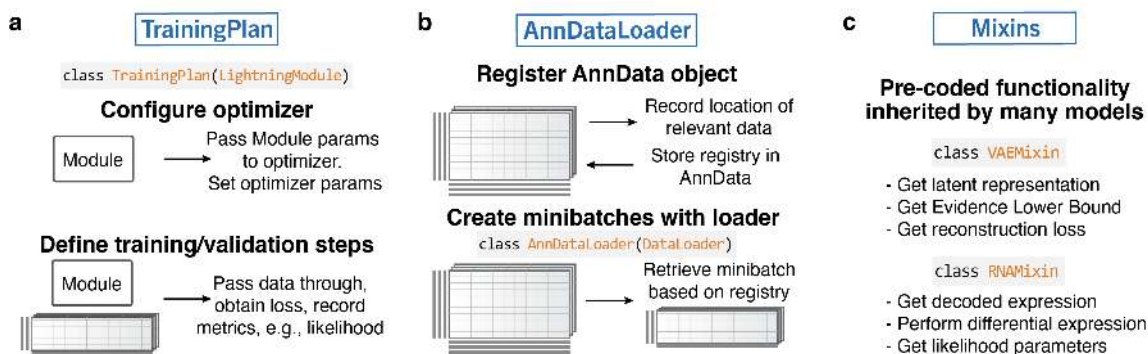 a
TrainingPlan
class TrainingPlan(LightningModule)
Configure optimizer
Module
Pass Module params
to optimizer.
Set optimizer params
Define training/validation steps
Module
Pass data through,
obtain loss, record
metrics, e.g., likelihood
b
AnnDataLoader
Register AnnData object
Record location of
relevant data
Store registry in
AnnData
Create minibatches with loader
class AnnDataLoader(DataLoader)
Retrieve minibatch
based on registry
c
Mixins
Pre-coded functionality
inherited by many models
class VAEMixin
- Get latent representation
- Get Evidence Lower Bound
- Get reconstruction loss
class RNAMixin
- Get decoded expression
- Perform differential expression
- Get likelihood parameters